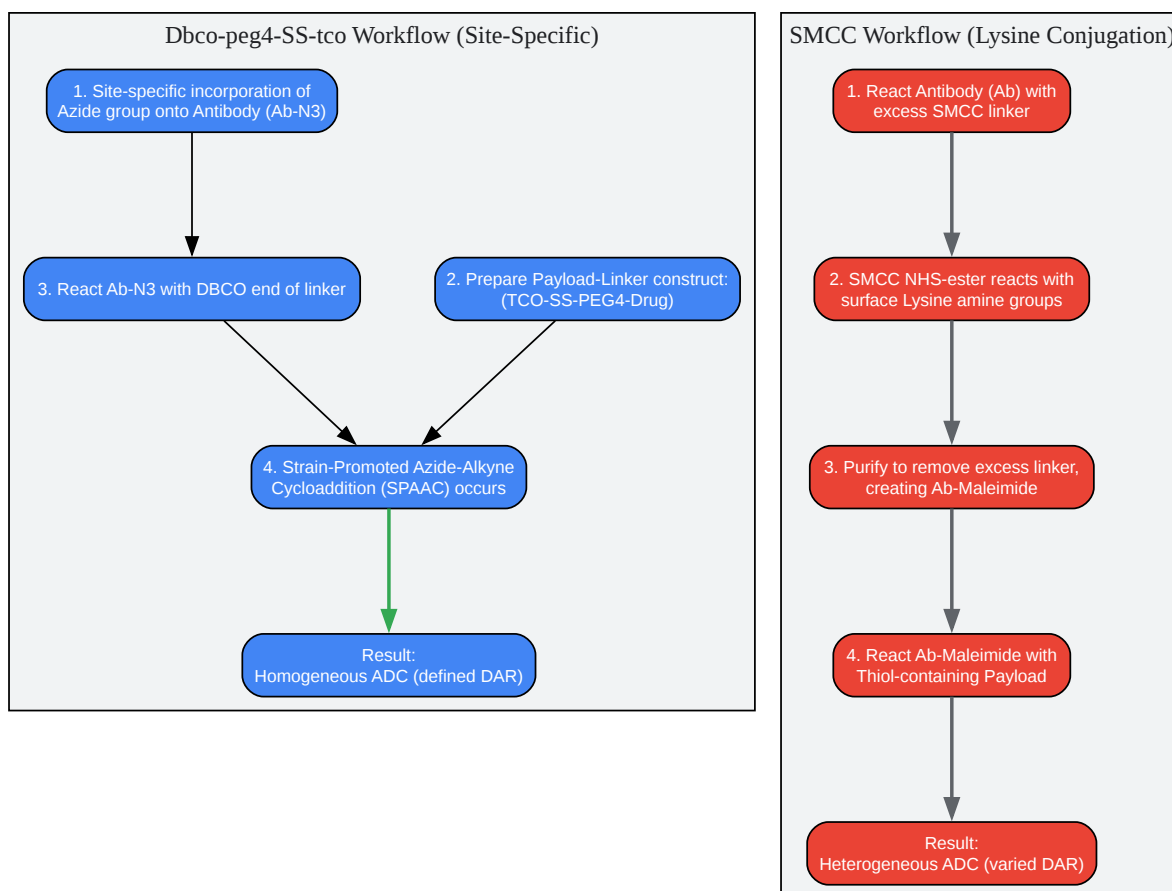 Dbco-peg4-SS-tco Workflow (Site-Specific)
1. Site-specific incorporation of
Azide group onto Antibody (Ab-N3)
3. React Ab-N3 with DBCO end of linker
2. Prepare Payload-Linker construct:
(TCO-SS-PEG4-Drug)
4. Strain-Promoted Azide-Alkyne
Cycloaddition (SPAAC) occurs
Result:
Homogeneous ADC (defined DAR)
SMCC Workflow (Lysine Conjugation)
1. React Antibody (Ab) with
excess SMCC linker
2. SMCC NHS-ester reacts with
surface Lysine amine groups
3. Purify to remove excess linker,
creating Ab-Maleimide
4. React Ab-Maleimide with
Thiol-containing Payload
Result:
Heterogeneous ADC (varied DAR)